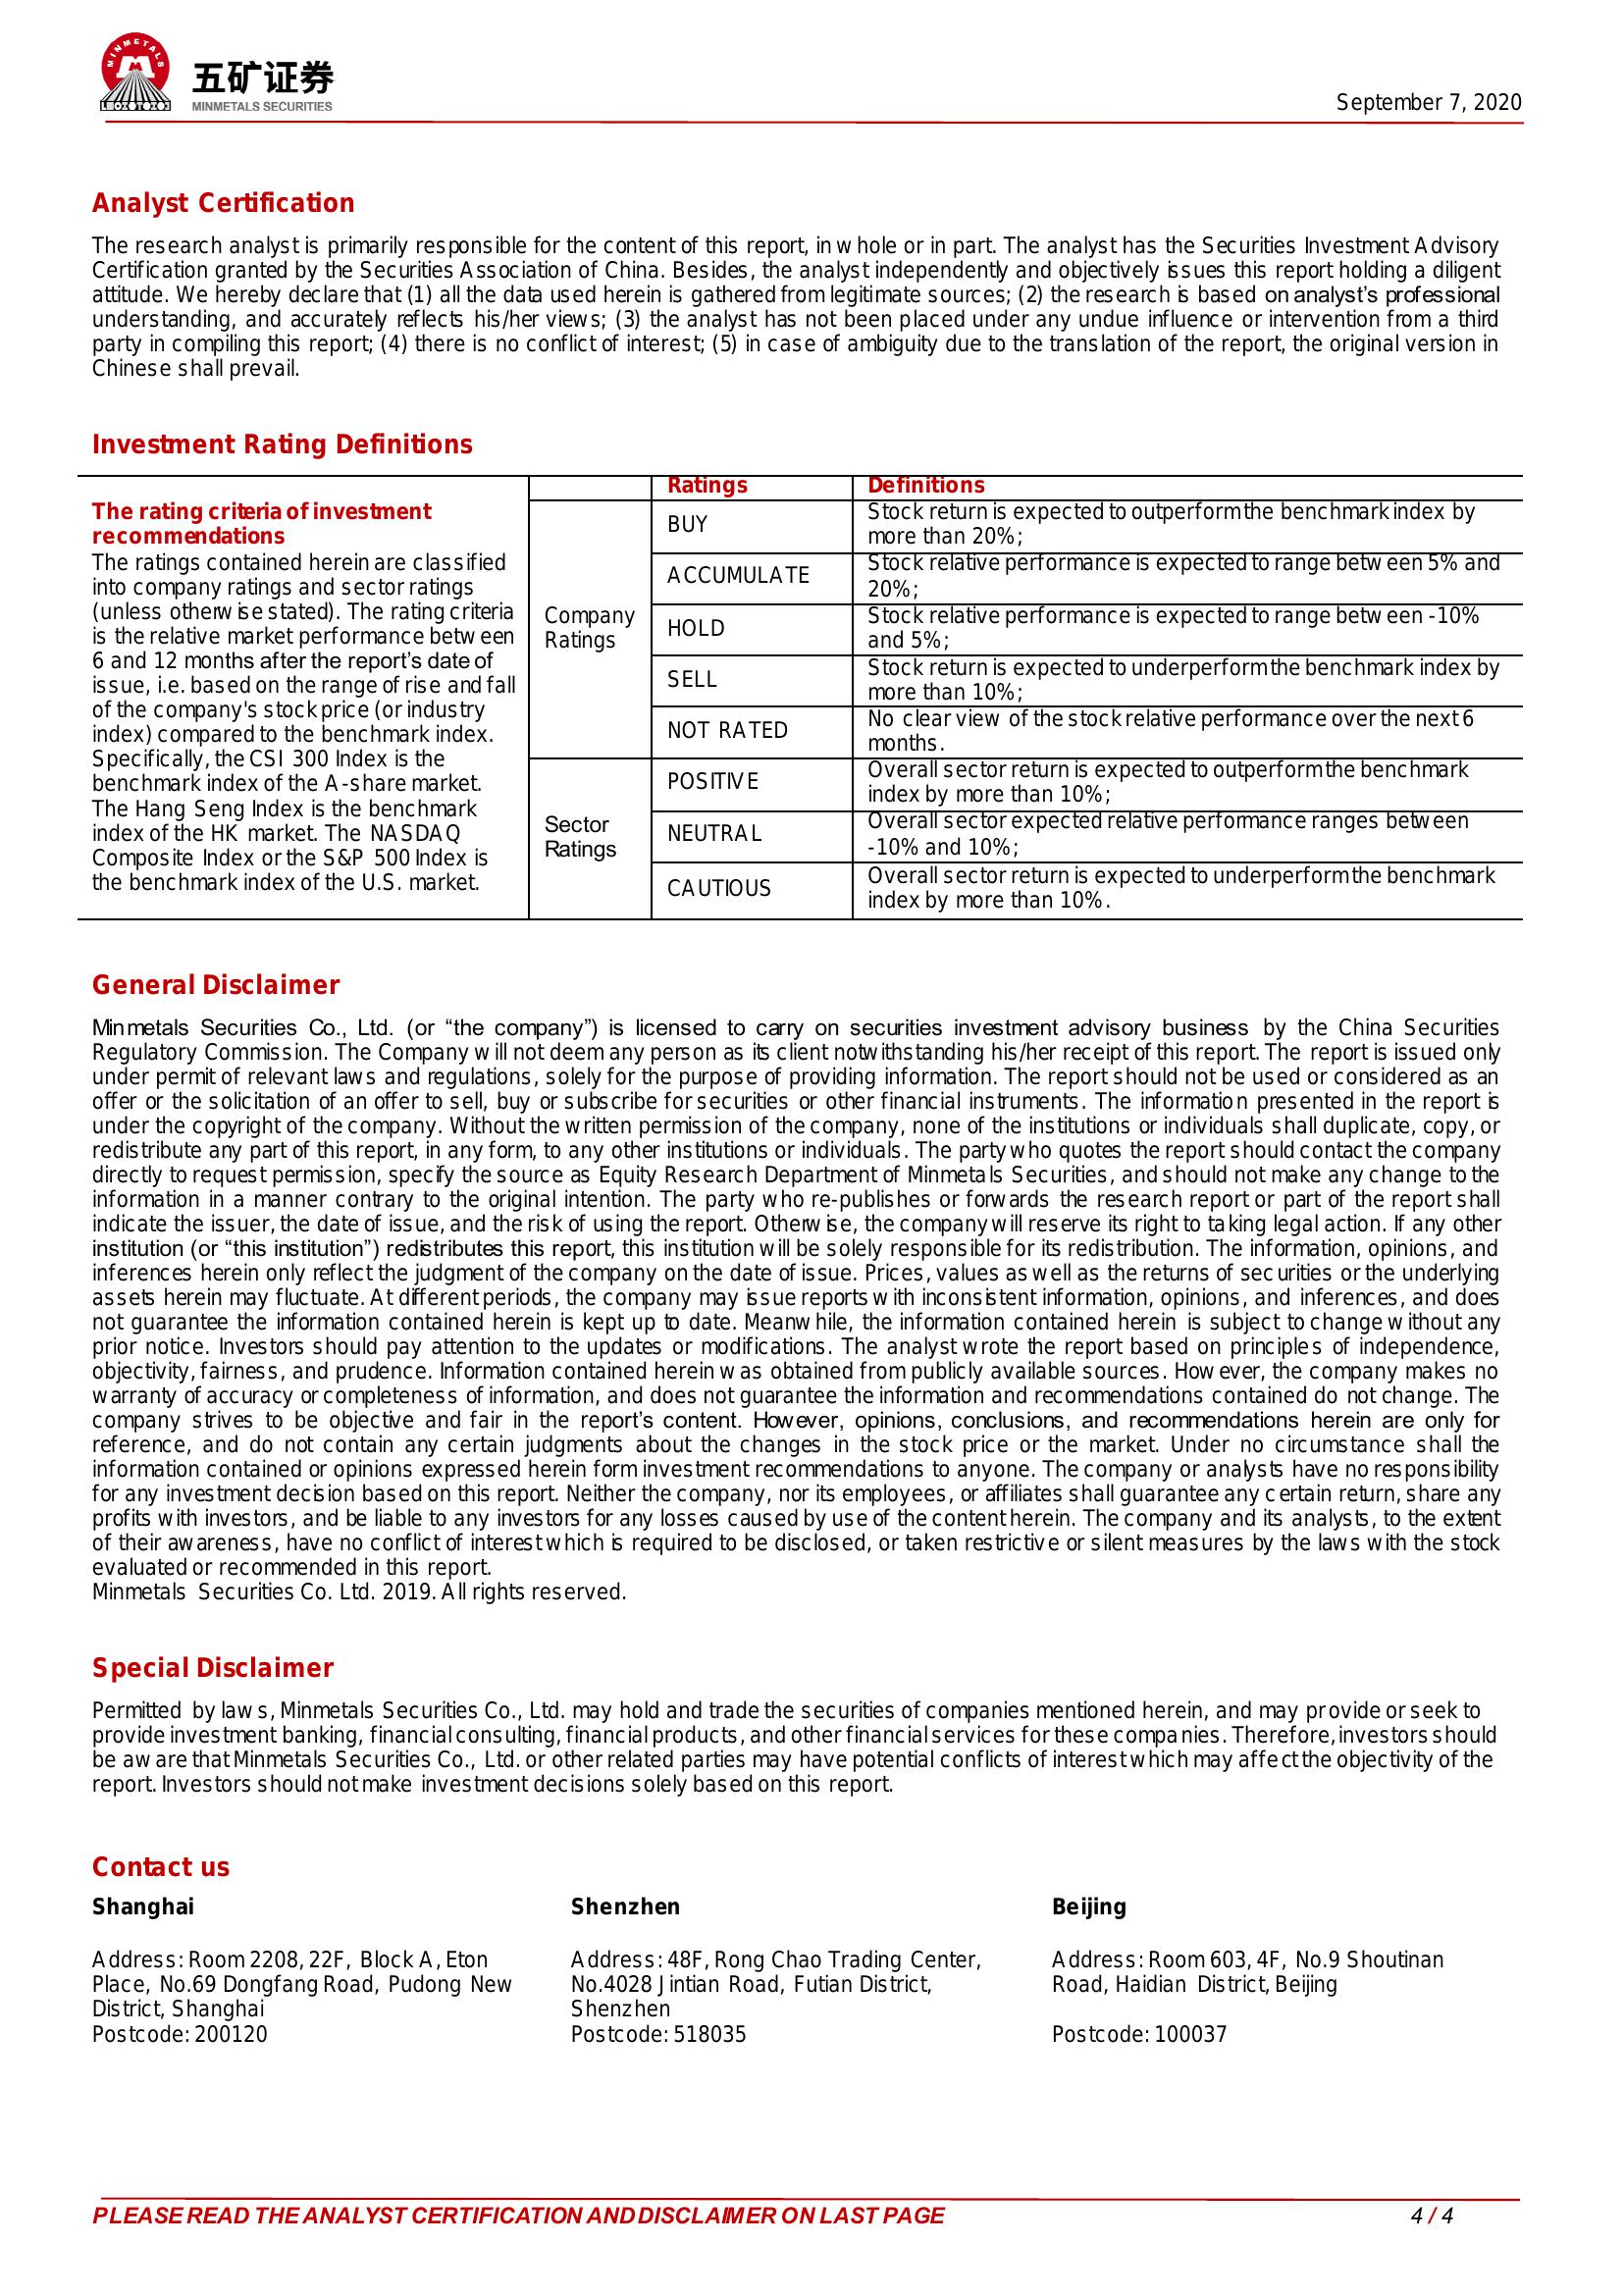 MINMETALS
五矿证券
MINMETALS SECURITIES
September 7, 2020
Analyst Certification
The research analyst is primarily responsible for the content of this report, in whole or in part. The analyst has the Securities Investment Advisory
Certification granted by the Securities Association of China. Besides, the analyst independently and objectively issues this report holding a diligent
attitude. We hereby declare that (1) all the data used herein is gathered from legitimate sources; (2) the research is based on analyst’s professional
understanding, and accurately reflects his/her views; (3) the analyst has not been placed under any undue influence or intervention from a third
party in compiling this report; (4) there is no conflict of interest; (5) in case of ambiguity due to the translation of the report, the original version in
Chinese shall prevail.
Investment Rating Definitions
The rating criteria of investment
recommendations
The ratings contained herein are classified
into company ratings and sector ratings
(unless otherwise stated). The rating criteria
is the relative market performance between
6 and 12 months after the report’s date of
issue, i.e. based on the range of rise and fall
of the company's stock price (or industry
index) compared to the benchmark index.
Specifically, the CSI 300 Index is the
benchmark index of the A-share market.
The Hang Seng Index is the benchmark
index of the HK market. The NASDAQ
Composite Index or the S&P 500 Index is
the benchmark index of the U.S. market.
Ratings Definitions
Company
Ratings
BUY
Stock return is expected to outperform the benchmark index by
more than 20%;
ACCUMULATE
Stock relative performance is expected to range between 5% and
20%;
HOLD
Stock relative performance is expected to range between -10%
and 5%;
SELL
Stock return is expected to underperform the benchmark index by
more than 10%;
NOT RATED
No clear view of the stock relative performance over the next 6
months.
Sector
Ratings
POSITIVE
Overall sector return is expected to outperform the benchmark
index by more than 10%;
NEUTRAL
Overall sector expected relative performance ranges between
-10% and 10%;
CAUTIOUS
Overall sector return is expected to underperform the benchmark
index by more than 10%.
General Disclaimer
Minmetals Securities Co., Ltd. (or “the company”) is licensed to carry on securities investment advisory business by the China Securities
Regulatory Commission. The Company will not deem any person as its client notwithstanding his/her receipt of this report. The report is issued only
under permit of relevant laws and regulations, solely for the purpose of providing information. The report should not be used or considered as an
offer or the solicitation of an offer to sell, buy or subscribe for securities or other financial instruments. The information presented in the report is
under the copyright of the company. Without the written permission of the company, none of the institutions or individuals shall duplicate, copy, or
redistribute any part of this report, in any form, to any other institutions or individuals. The party who quotes the report should contact the company
directly to request permission, specify the source as Equity Research Department of Minmetals Securities, and should not make any change to the
information in a manner contrary to the original intention. The party who re-publishes or forwards the research report or part of the report shall
indicate the issuer, the date of issue, and the risk of using the report. Otherwise, the company will reserve its right to taking legal action. If any other
institution (or “this institution”) redistributes this report, this institution will be solely responsible for its redistribution. The information, opinions, and
inferences herein only reflect the judgment of the company on the date of issue. Prices, values as well as the returns of securities or the underlying
assets herein may fluctuate. At different periods, the company may issue reports with inconsistent information, opinions, and inferences, and does
not guarantee the information contained herein is kept up to date. Meanwhile, the information contained herein is subject to change without any
prior notice. Investors should pay attention to the updates or modifications. The analyst wrote the report based on principles of independence,
objectivity, fairness, and prudence. Information contained herein was obtained from publicly available sources. However, the company makes no
warranty of accuracy or completeness of information, and does not guarantee the information and recommendations contained do not change. The
company strives to be objective and fair in the report’s content. However, opinions, conclusions, and recommendations herein are only for
reference, and do not contain any certain judgments about the changes in the stock price or the market. Under no circumstance shall the
information contained or opinions expressed herein form investment recommendations to anyone. The company or analysts have no responsibility
for any investment decision based on this report. Neither the company, nor its employees, or affiliates shall guarantee any certain return, share any
profits with investors, and be liable to any investors for any losses caused by use of the content herein. The company and its analysts, to the extent
of their awareness, have no conflict of interest which is required to be disclosed, or taken restrictive or silent measures by the laws with the stock
evaluated or recommended in this report.
Minmetals Securities Co. Ltd. 2019. All rights reserved.
Special Disclaimer
Permitted by laws, Minmetals Securities Co., Ltd. may hold and trade the securities of companies mentioned herein, and may provide or seek to
provide investment banking, financial consulting, financial products, and other financial services for these companies. Therefore, investors should
be aware that Minmetals Securities Co., Ltd. or other related parties may have potential conflicts of interest which may affect the objectivity of the
report. Investors should not make investment decisions solely based on this report.
Contact us
Shanghai
Address: Room 2208, 22F, Block A, Eton
Place, No.69 Dongfang Road, Pudong New
District, Shanghai
Postcode: 200120
Shenzhen
Address: 48F, Rong Chao Trading Center,
No.4028 Jintian Road, Futian District,
Shenzhen
Postcode: 518035
Beijing
Address: Room 603, 4F, No.9 Shoutinan
Road, Haidian District, Beijing
Postcode: 100037
PLEASE READ THE ANALYST CERTIFICATION AND DISCLAIMER ON LAST PAGE 4 / 4